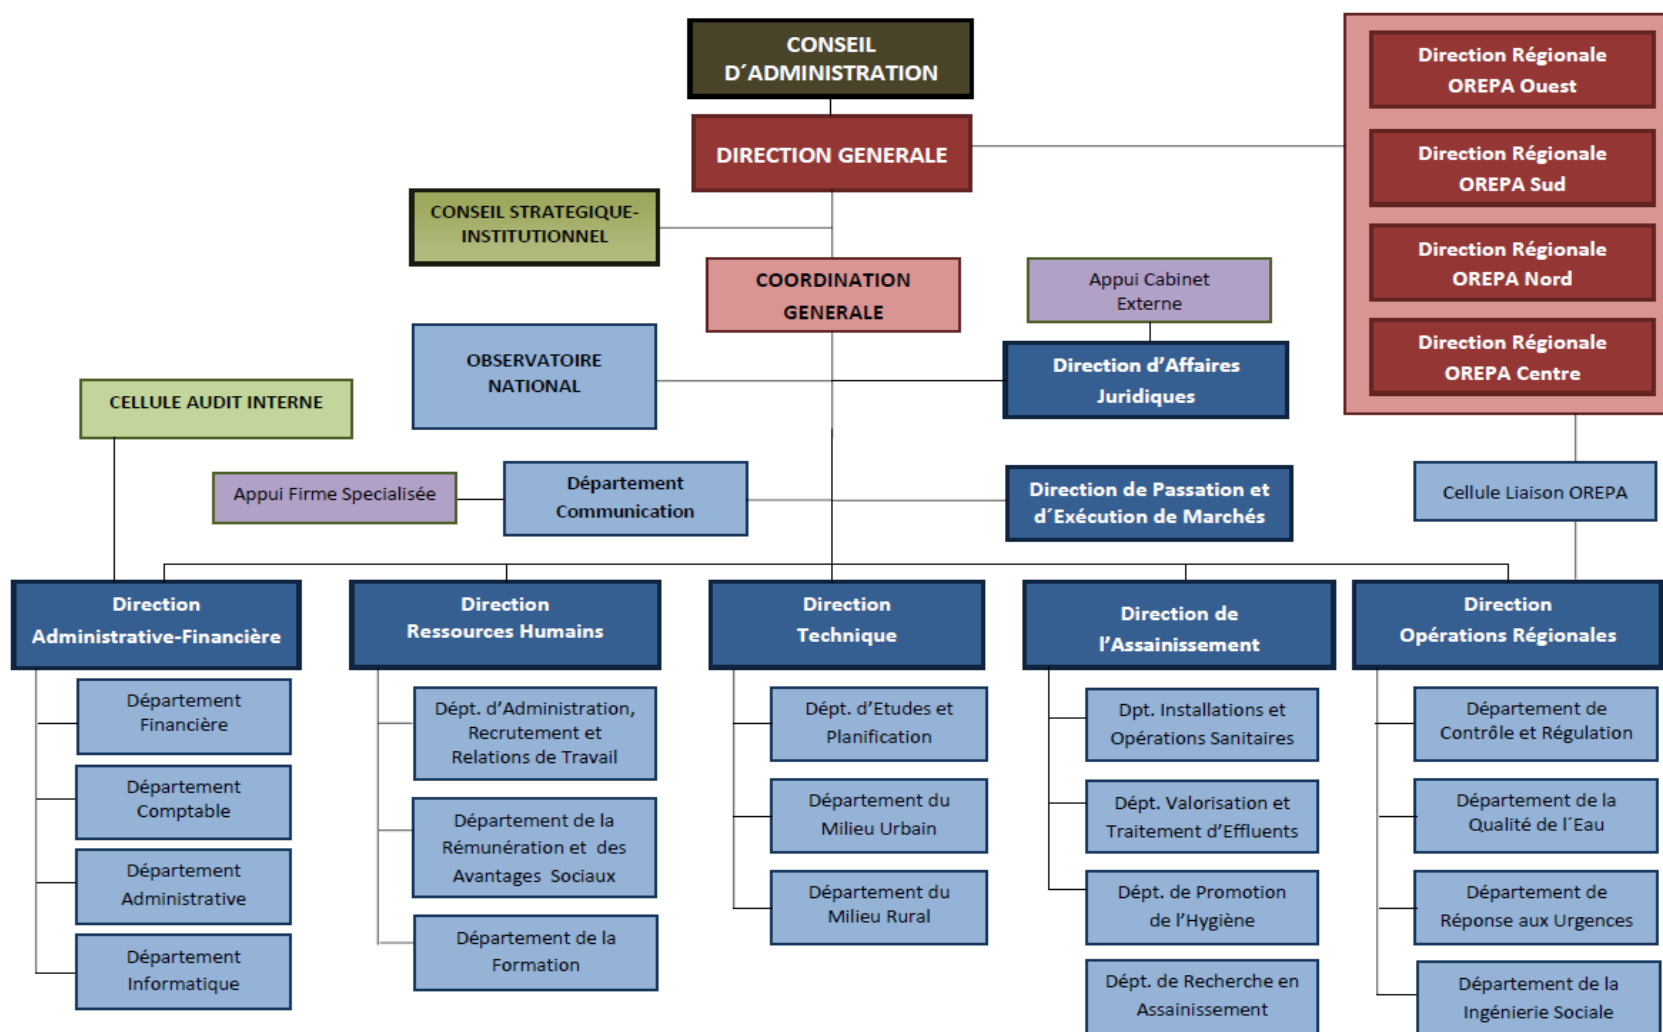 CONSEIL
D´ADMINISTRATION
DIRECTION GENERALE
Direction Régionale
OREPA Ouest
Direction Régionale
OREPA Sud
Direction Régionale
OREPA Nord
Direction Régionale
OREPA Centre
CONSEIL STRATEGIQUE-
INSTITUTIONNEL
COORDINATION
GENERALE
Appui Cabinet
Externe
OBSERVATOIRE
NATIONAL
Direction d’Affaires
Juridiques
CELLULE AUDIT INTERNE
Appui Firme Specialisée
Département
Communication
Direction de Passation et
d´Exécution de Marchés
Cellule Liaison OREPA
Direction
Administrative-Financière
Département
Financière
Département
Comptable
Département
Administrative
Département
Informatique
Direction
Ressources Humains
Dépt. d’Administration,
Recrutement et
Relations de Travail
Département de la
Rémunération et des
Avantages Sociaux
Département de la
Formation
Direction
Technique
Dépt. d’Etudes et
Planification
Département du
Milieu Urbain
Département du
Milieu Rural
Direction de
l’Assainissement
Dpt. Installations et
Opérations Sanitaires
Dépt. Valorisation et
Traitement d’Effluents
Dépt. de Promotion
de l’Hygiène
Dépt. de Recherche en
Assainissement
Direction
Opérations Régionales
Département de
Contrôle et Régulation
Département de la
Qualité de l´Eau
Département de
Réponse aux Urgences
Département de la
Ingénierie Sociale